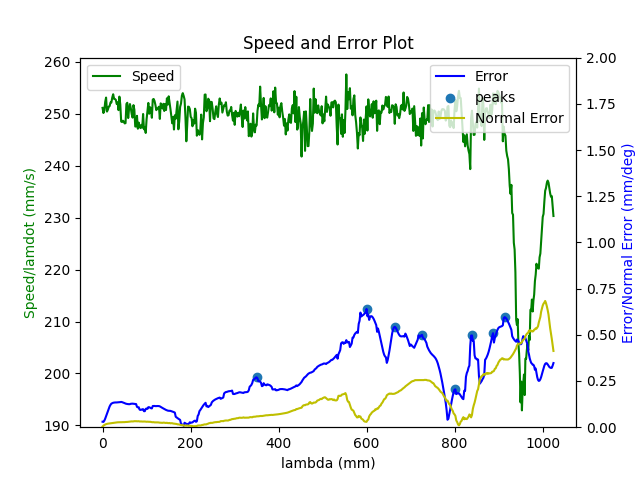 Speed and Error Plot
Speed
Error
peaks
Normal Error
260
250
240
230
220
210
200
190
2.00
1.75
1.50
1.25
1.00
0.75
0.50
0.25
0.00
Speed/lamdot (mm/s)
Error/Normal Error (mm/deg)
0 200 400 600 800 1000
lambda (mm)